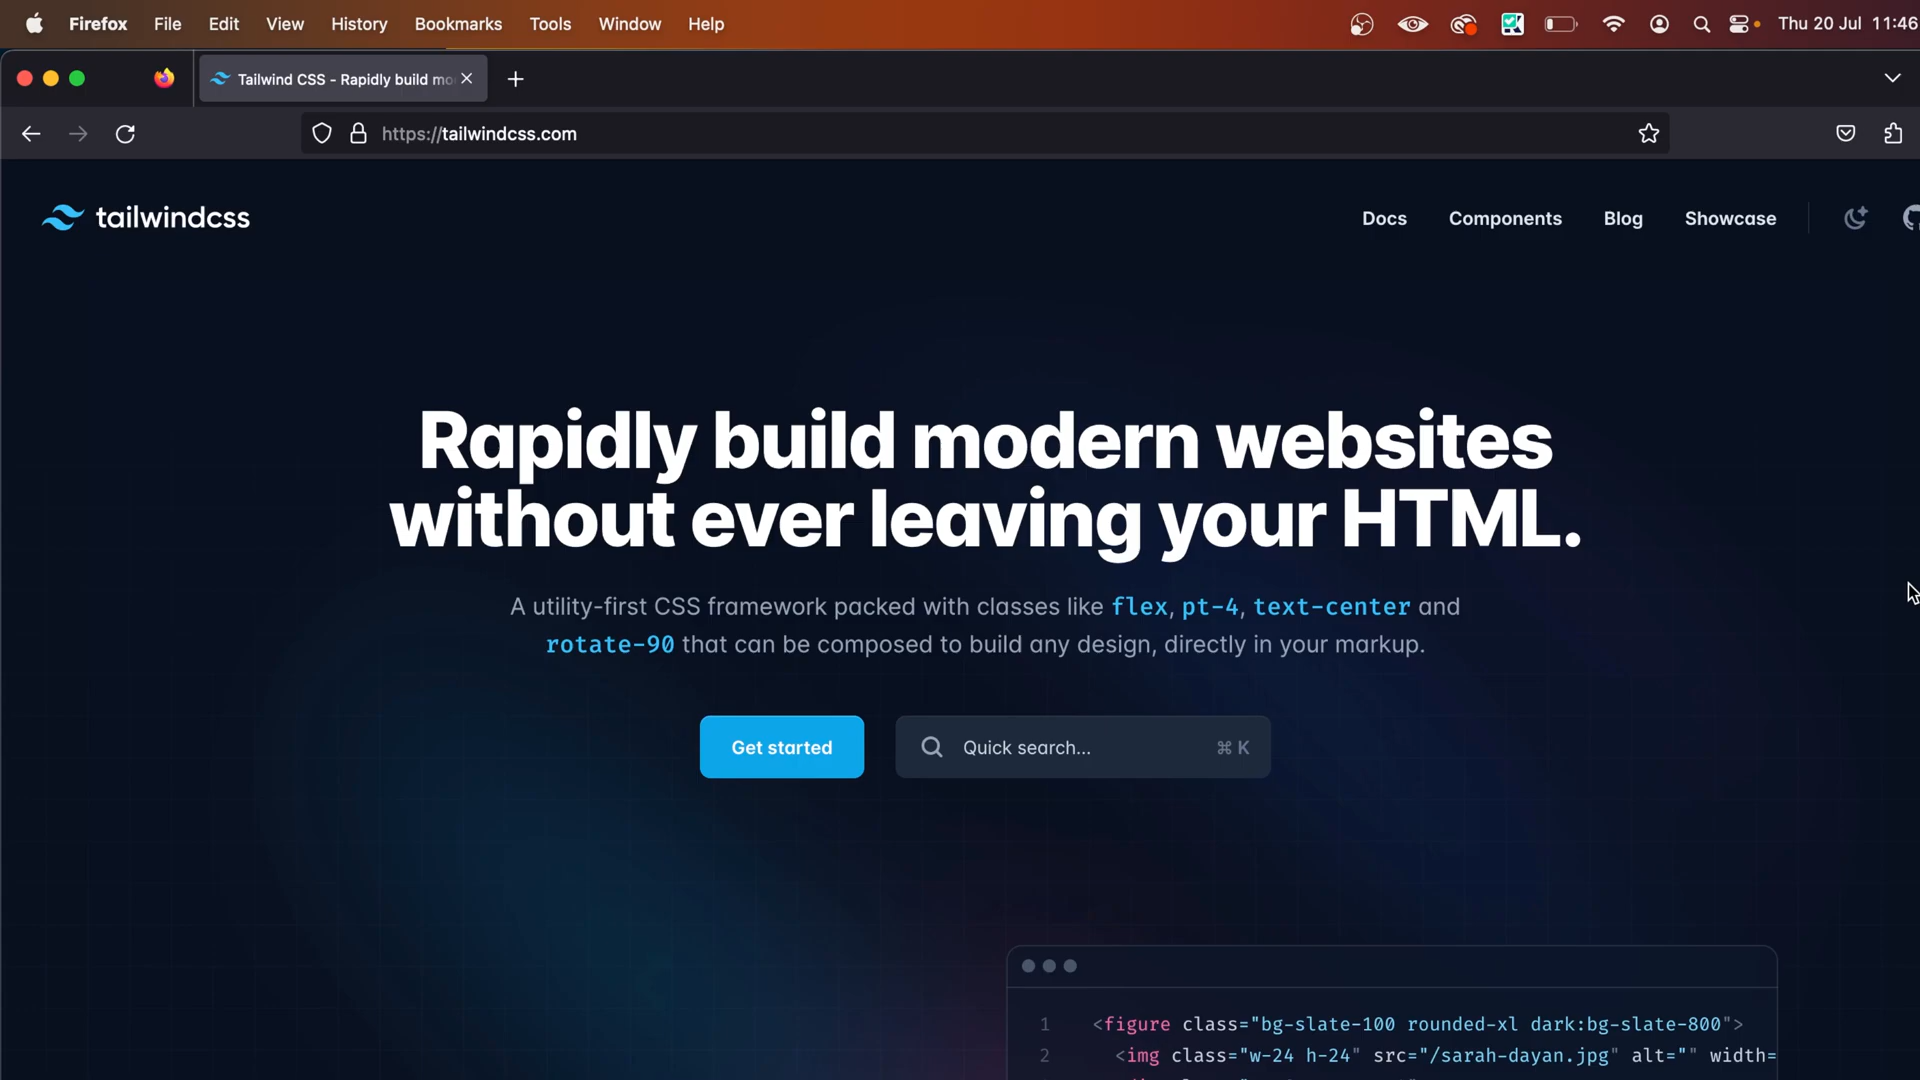 Firefox File Edit View History Bookmarks Tools Window Help Thu 20 Jul 11:46
Tailwind CSS - Rapidly build mo
https://tailwindcss.com
tailwindcss Docs Components Blog Showcase
Rapidly build modern websites
without ever leaving your HTML.
A utility-first CSS framework packed with classes like flex, pt-4, text-center and
rotate-90 that can be composed to build any design, directly in your markup.
Get started Quick search... ⌘ K
1 <figure class="bg-slate-100 rounded-xl dark:bg-slate-800">
2 <img class="w-24 h-24" src="/sarah-dayan.jpg" alt="" width=